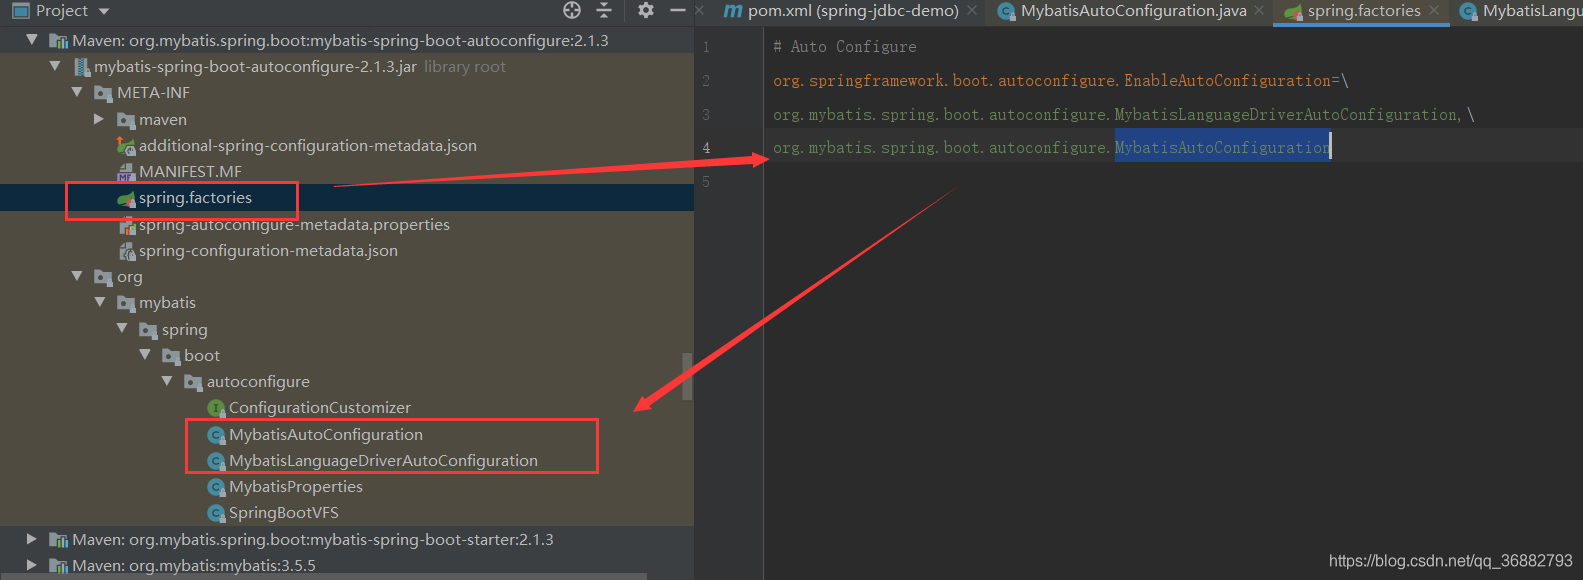 Project
Maven: org.mybatis.spring.boot:mybatis-spring-boot-autoconfigure:2.1.3
mybatis-spring-boot-autoconfigure-2.1.3.jar library root
META-INF
maven
additional-spring-configuration-metadata.json
MANIFEST.MF
spring.factories
spring-autoconfigure-metadata.properties
spring-configuration-metadata.json
org
mybatis
spring
boot
autoconfigure
ConfigurationCustomizer
MybatisAutoConfiguration
MybatisLanguageDriverAutoConfiguration
MybatisProperties
SpringBootVFS
Maven: org.mybatis.spring.boot:mybatis-spring-boot-starter:2.1.3
Maven: org.mybatis:mybatis:3.5.5
pom.xml (spring-jdbc-demo) MybatisAutoConfiguration.java spring.factories MybatisLangu
1 # Auto Configure
2 org.springframework.boot.autoconfigure.EnableAutoConfiguration=\
3 org.mybatis.spring.boot.autoconfigure.MybatisLanguageDriverAutoConfiguration,\
4 org.mybatis.spring.boot.autoconfigure.MybatisAutoConfiguration
5
https://blog.csdn.net/qq_36882793